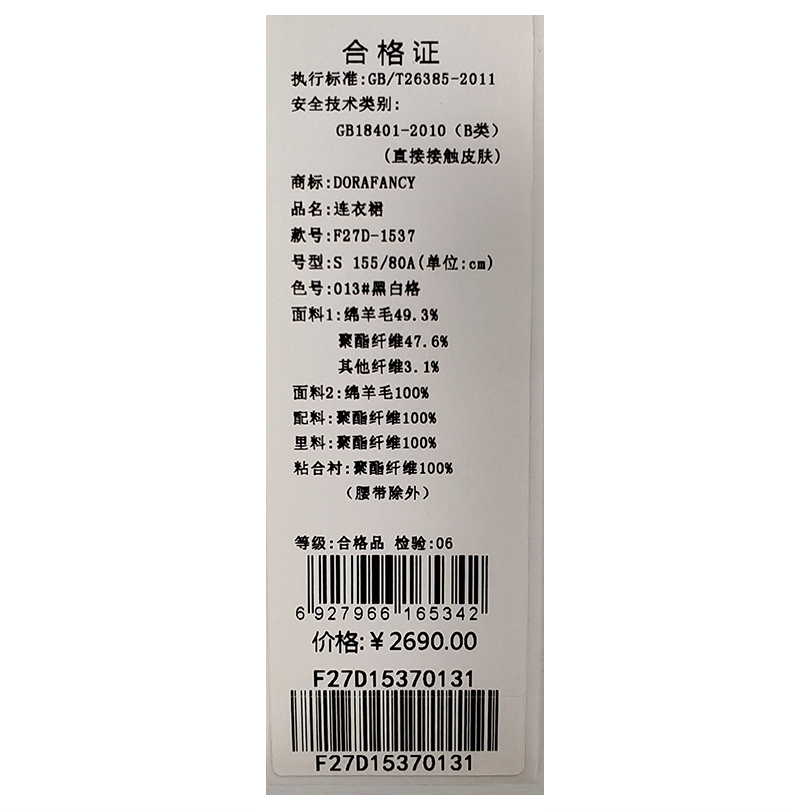 合格证
执行标准:GB/T26385-2011
安全技术类别:
GB18401-2010（B类）
(直接接触皮肤)
商标:DORAFANCY
品名:连衣裙
款号:F27D-1537
号型:S 155/80A(单位:cm)
色号:013#黑白格
面料1:绵羊毛49.3%
聚酯纤维47.6%
其他纤维3.1%
面料2:绵羊毛100%
配料:聚酯纤维100%
里料:聚酯纤维100%
粘合衬:聚酯纤维100%
（腰带除外）
等级:合格品 检验:06
6 927966 165342
价格:￥2690.00
F27D15370131
F27D15370131